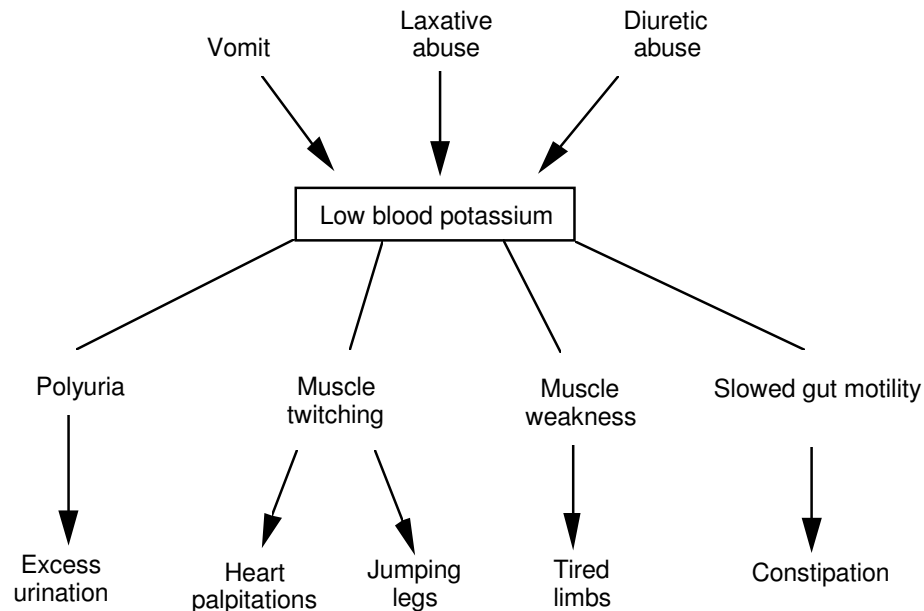 Vomit
Laxative
abuse
Diuretic
abuse
Low blood potassium
Polyuria
Muscle
twitching
Muscle
weakness
Slowed gut motility
Excess
urination
Heart
palpitations
Jumping
legs
Tired
limbs
Constipation